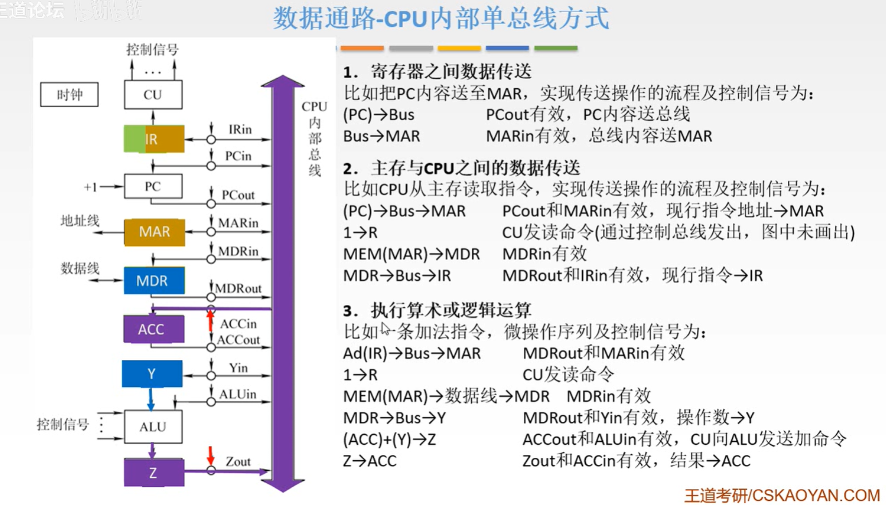 王道论坛
数据通路-CPU内部单总线方式
控制信号
...
时钟
CU
IR
IRin
PCin
+1
PC
PCout
地址线
MAR
MARin
MDRin
数据线
MDR
MDRout
ACC
ACCin
ACCout
Y
Yin
ALUin
控制信号
ALU
Z
Zout
CPU
内
部
总
线
1. 寄存器之间数据传送
比如把PC内容送至MAR，实现传送操作的流程及控制信号为：
(PC)→Bus PCout有效，PC内容送总线
Bus→MAR MARin有效，总线内容送MAR
2. 主存与CPU之间的数据传送
比如CPU从主存读取指令，实现传送操作的流程及控制信号为：
(PC)→Bus→MAR PCout和MARin有效，现行指令地址→MAR
1→R CU发读命令(通过控制总线发出，图中未画出)
MEM(MAR)→MDR MDRin有效
MDR→Bus→IR MDRout和IRin有效，现行指令→IR
3. 执行算术或逻辑运算
比如一条加法指令，微操作序列及控制信号为：
Ad(IR)→Bus→MAR MDRout和MARin有效
1→R CU发读命令
MEM(MAR)→数据线→MDR MDRin有效
MDR→Bus→Y MDRout和Yin有效，操作数→Y
(ACC)+(Y)→Z ACCout和ALUin有效，CU向ALU发送加命令
Z→ACC Zout和ACCin有效，结果→ACC
王道考研/CSKAOYAN.COM